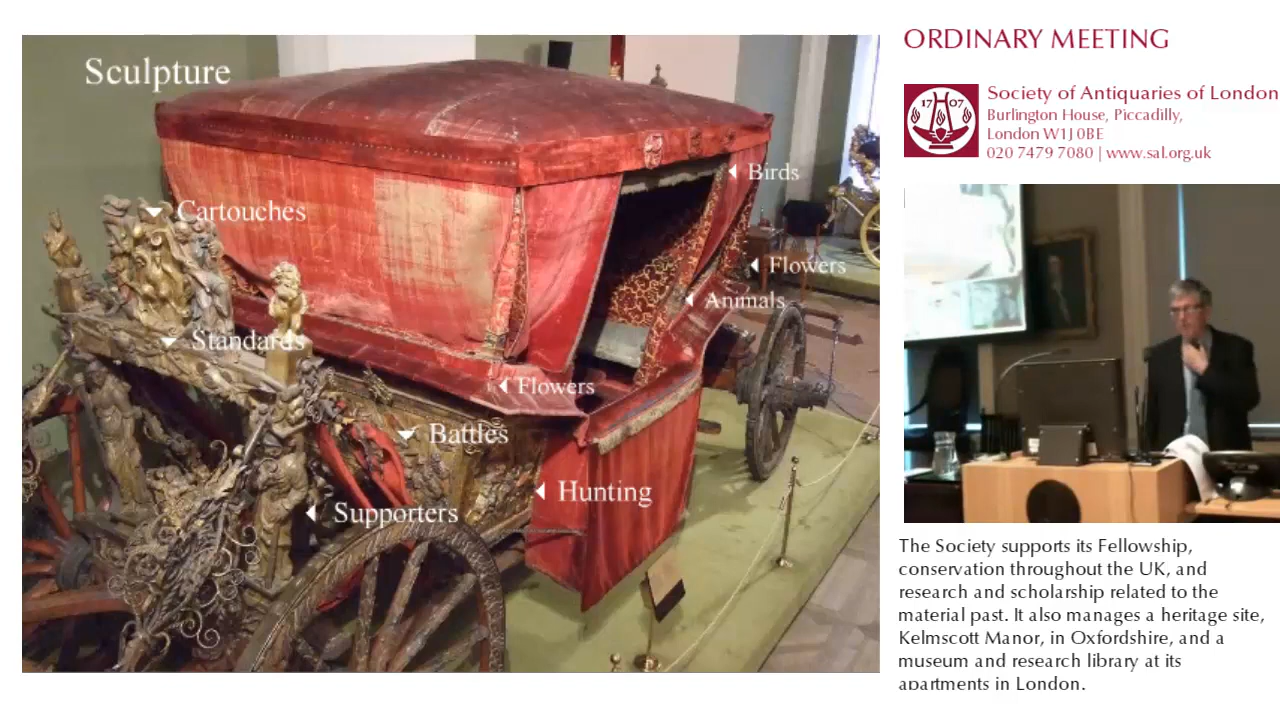 Sculpture
Birds
Cartouches
Flowers
Animals
Standards
Flowers
Battles
Hunting
Supporters
ORDINARY MEETING
17 07
Society of Antiquaries of London
Burlington House, Piccadilly,
London W1J 0BE
020 7479 7080 | www.sal.org.uk
The Society supports its Fellowship,
conservation throughout the UK, and
research and scholarship related to the
material past. It also manages a heritage site,
Kelmscott Manor, in Oxfordshire, and a
museum and research library at its
apartments in London.